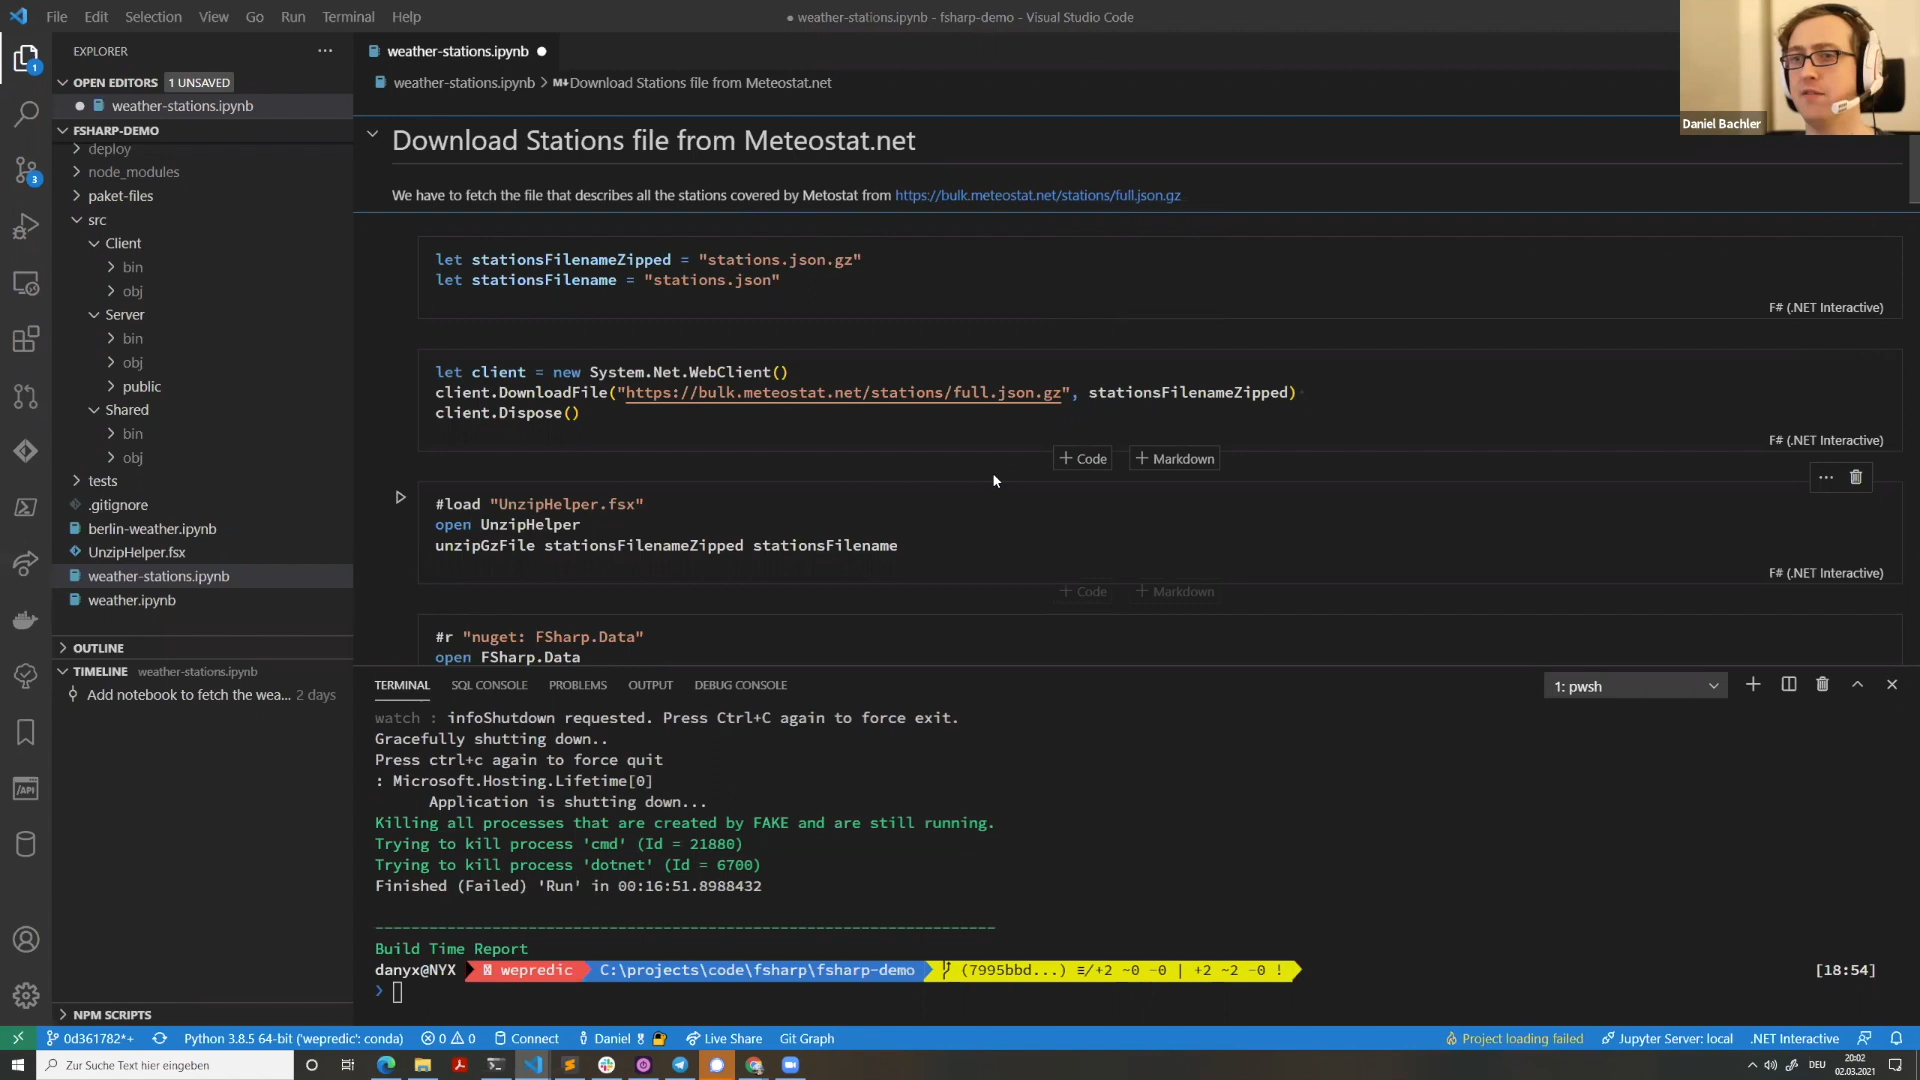 File Edit Selection View Go Run Terminal Help
● weather-stations.ipynb - fsharp-demo - Visual Studio Code
Daniel Bachler
EXPLORER
OPEN EDITORS 1 UNSAVED
weather-stations.ipynb
FSHARP-DEMO
deploy
node_modules
paket-files
src
Client
bin
obj
Server
bin
obj
public
Shared
bin
obj
tests
.gitignore
berlin-weather.ipynb
UnzipHelper.fsx
weather-stations.ipynb
weather.ipynb
OUTLINE
TIMELINE weather-stations.ipynb
Add notebook to fetch the wea... 2 days
NPM SCRIPTS
1
3
weather-stations.ipynb
weather-stations.ipynb > M↓Download Stations file from Meteostat.net
Download Stations file from Meteostat.net
We have to fetch the file that describes all the stations covered by Metostat from https://bulk.meteostat.net/stations/full.json.gz
let stationsFilenameZipped = "stations.json.gz"
let stationsFilename = "stations.json"
F# (.NET Interactive)
let client = new System.Net.WebClient()
client.DownloadFile("https://bulk.meteostat.net/stations/full.json.gz", stationsFilenameZipped)
client.Dispose()
F# (.NET Interactive)
+ Code + Markdown
#load "UnzipHelper.fsx"
open UnzipHelper
unzipGzFile stationsFilenameZipped stationsFilename
F# (.NET Interactive)
+ Code + Markdown
#r "nuget: FSharp.Data"
open FSharp.Data
TERMINAL SQL CONSOLE PROBLEMS OUTPUT DEBUG CONSOLE 1: pwsh
watch : infoShutdown requested. Press Ctrl+C again to force exit.
Gracefully shutting down..
Press ctrl+c again to force quit
: Microsoft.Hosting.Lifetime[0]
Application is shutting down...
Killing all processes that are created by FAKE and are still running.
Trying to kill process 'cmd' (Id = 21880)
Trying to kill process 'dotnet' (Id = 6700)
Finished (Failed) 'Run' in 00:16:51.8988432
---------------------------------------------------------------------
Build Time Report
danyx@NYX wepredic C:\projects\code\fsharp\fsharp-demo (7995bbd...) ≡/+2 ~0 -0 | +2 ~2 -0 ! [18:54]
❯
0d361782*+ Python 3.8.5 64-bit ('wepredic': conda) 0 0 Connect Daniel Live Share Git Graph Project loading failed Jupyter Server: local .NET Interactive
Zur Suche Text hier eingeben DEU 20:02
02.03.2021